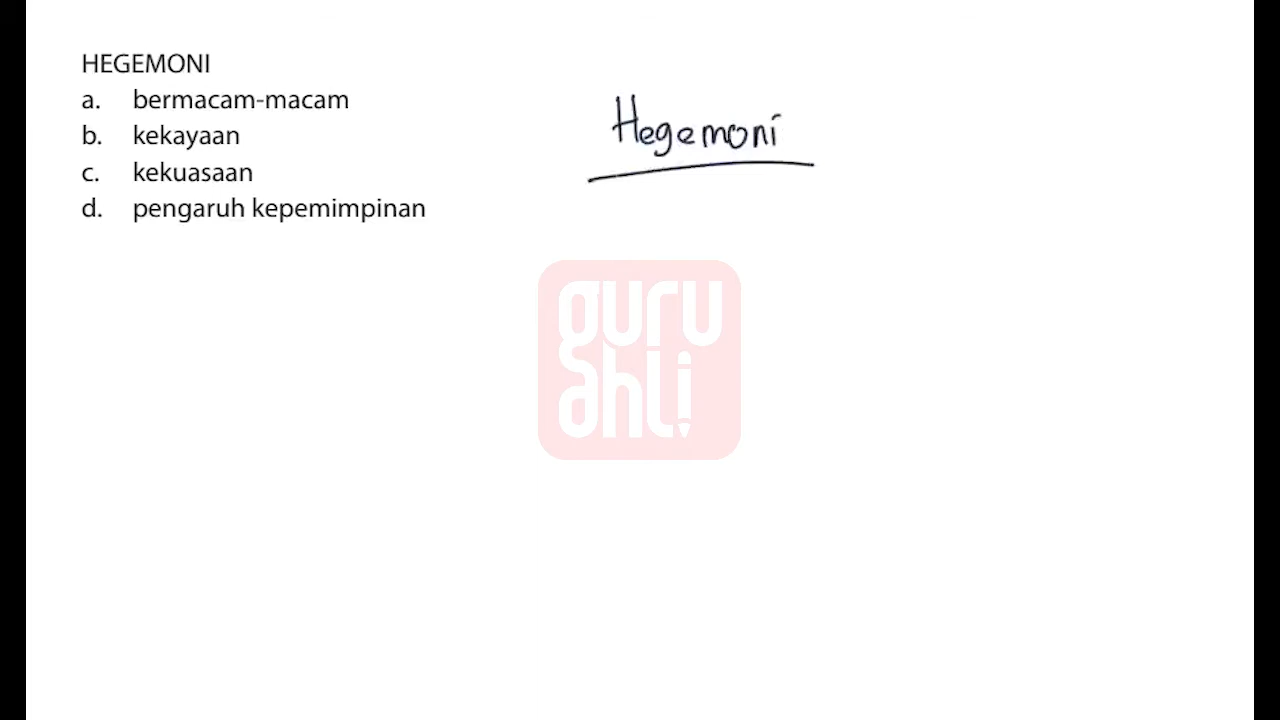 HEGEMONI
a. bermacam-macam
b. kekayaan
c. kekuasaan
d. pengaruh kepemimpinan
Hegemoni
guru
ahli